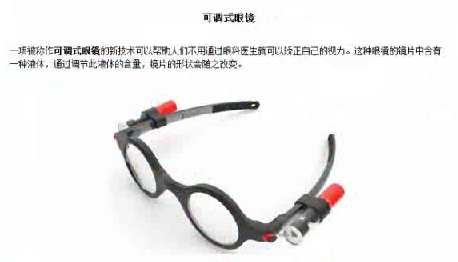 可调式眼镜
一项被称作可调式眼镜的新技术可以帮助人们不用通过眼科医生就可以矫正自己的视力。这种眼镜的镜片中含有
一种液体，通过调节此液体的含量，镜片的形状会随之改变。